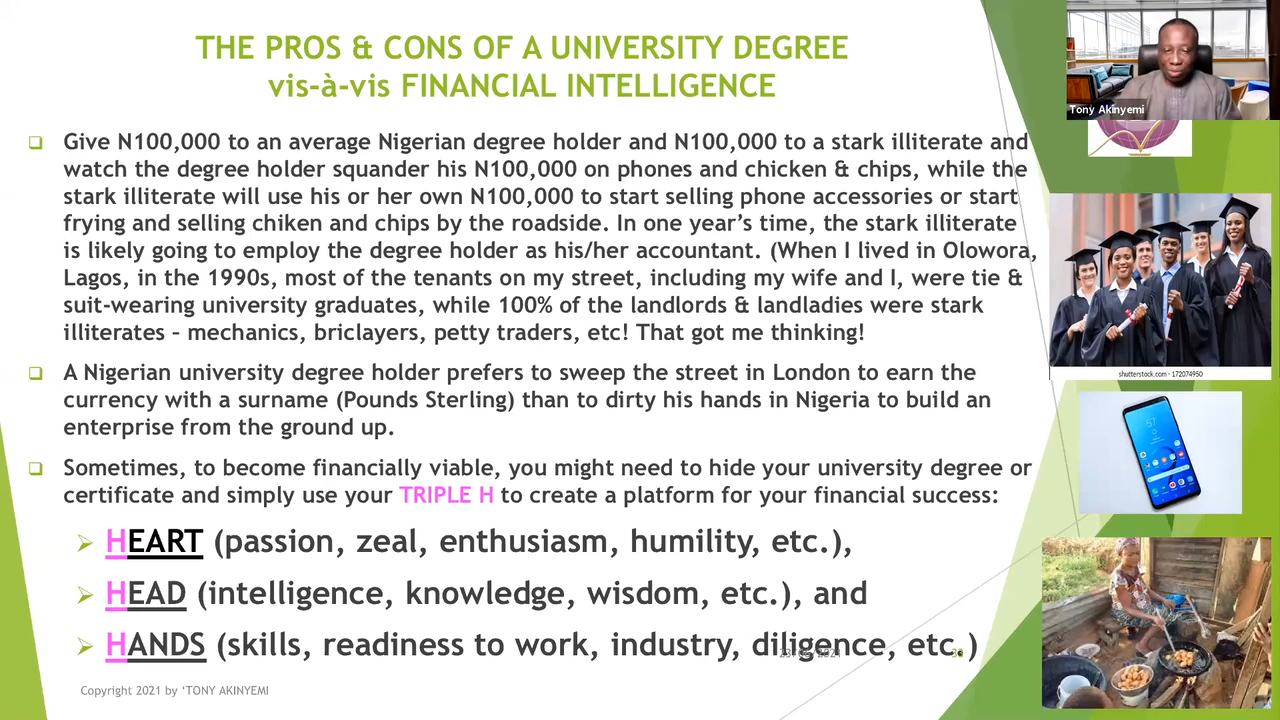 THE PROS & CONS OF A UNIVERSITY DEGREE
vis-à-vis FINANCIAL INTELLIGENCE
Tony Akinyemi
Give N100,000 to an average Nigerian degree holder and N100,000 to a stark illiterate and
watch the degree holder squander his N100,000 on phones and chicken & chips, while the
stark illiterate will use his or her own N100,000 to start selling phone accessories or start
frying and selling chiken and chips by the roadside. In one year’s time, the stark illiterate
is likely going to employ the degree holder as his/her accountant. (When I lived in Olowora,
Lagos, in the 1990s, most of the tenants on my street, including my wife and I, were tie &
suit-wearing university graduates, while 100% of the landlords & landladies were stark
illiterates – mechanics, briclayers, petty traders, etc! That got me thinking!
A Nigerian university degree holder prefers to sweep the street in London to earn the
currency with a surname (Pounds Sterling) than to dirty his hands in Nigeria to build an
enterprise from the ground up.
Sometimes, to become financially viable, you might need to hide your university degree or
certificate and simply use your TRIPLE H to create a platform for your financial success:
HEART (passion, zeal, enthusiasm, humility, etc.),
HEAD (intelligence, knowledge, wisdom, etc.), and
HANDS (skills, readiness to work, industry, diligence, etc.)
shutterstock.com · 172074950
Copyright 2021 by ‘TONY AKINYEMI